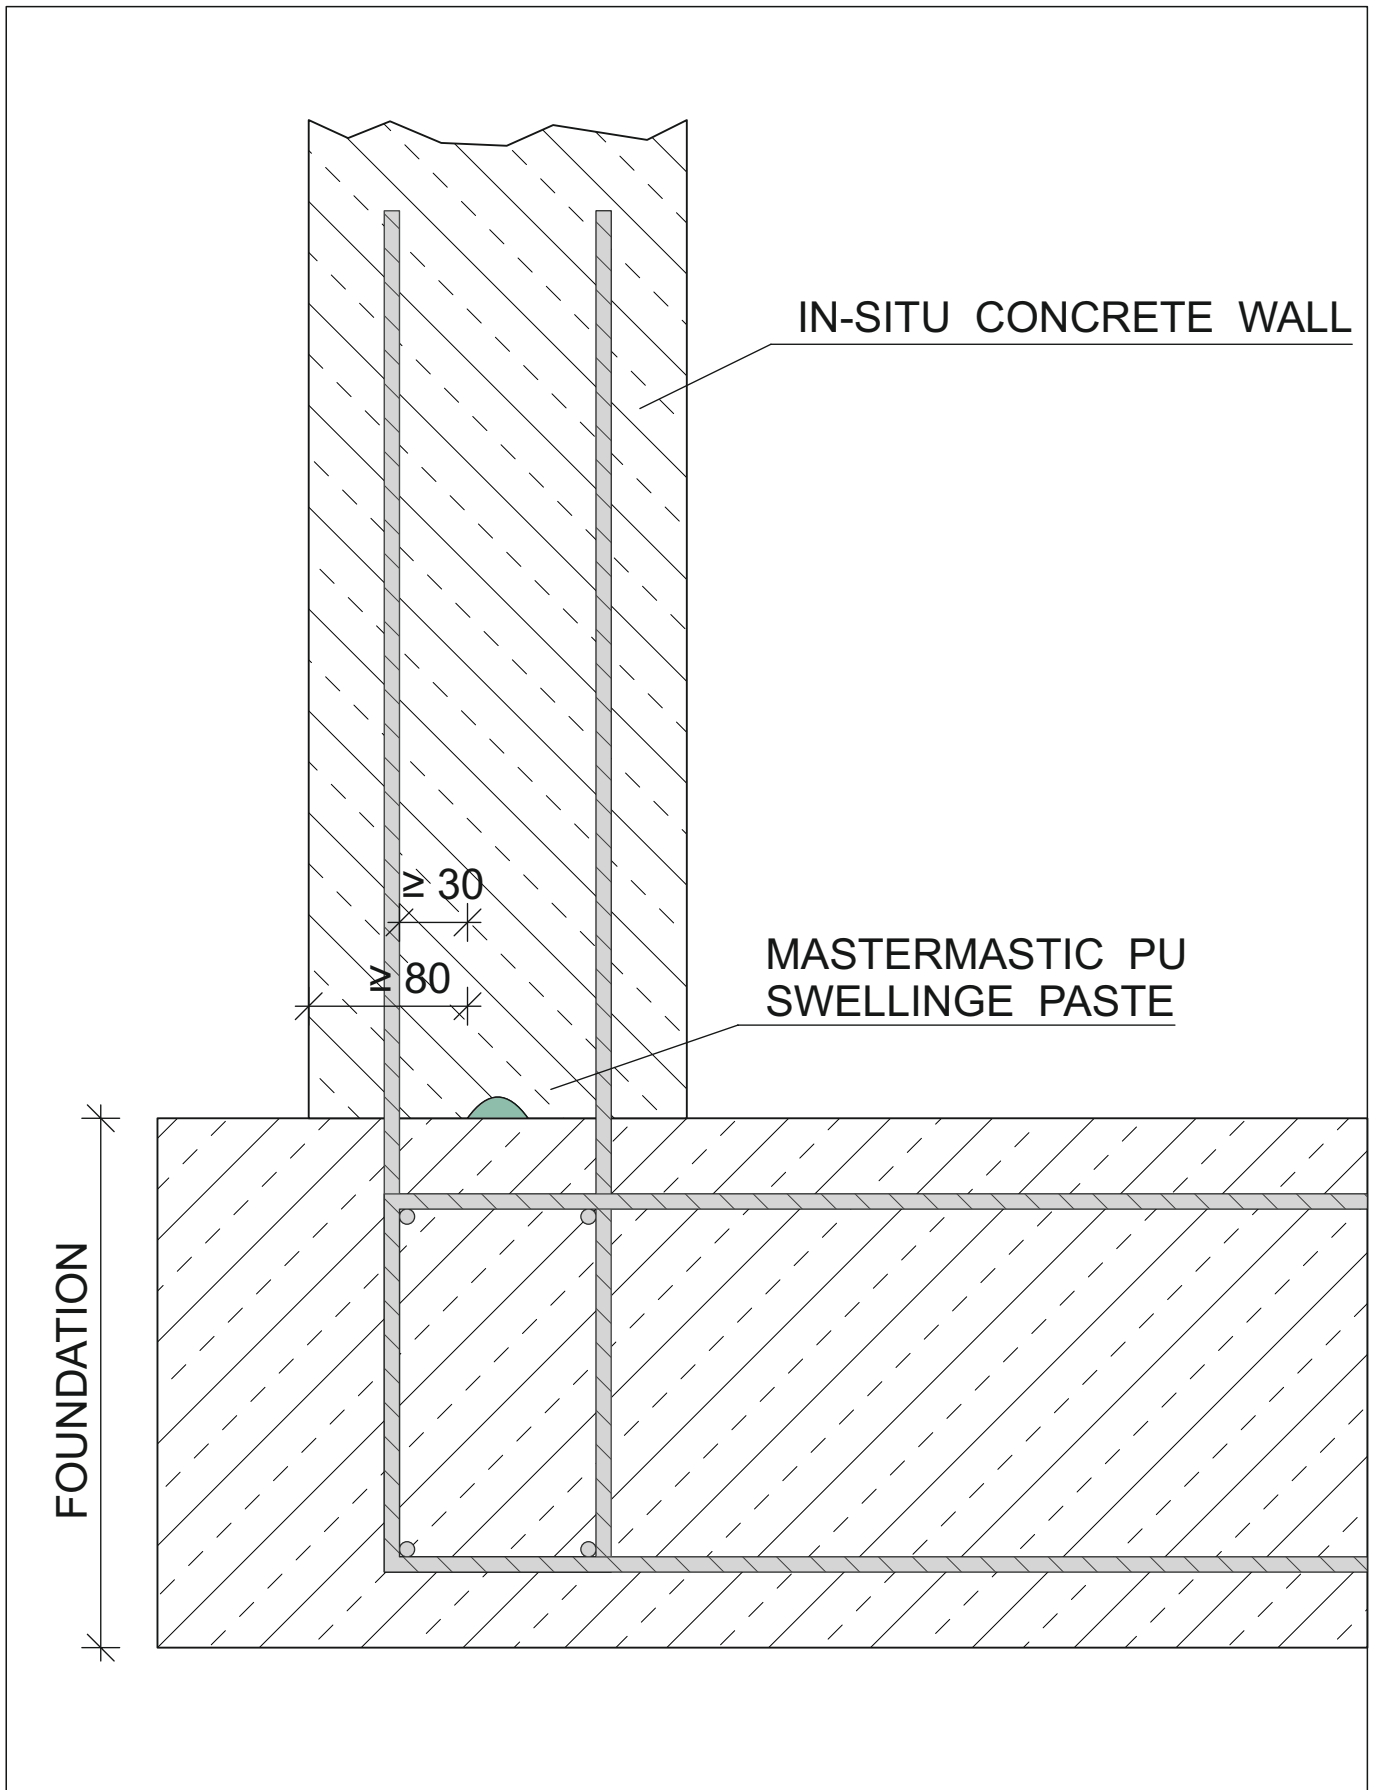 IN-SITU CONCRETE WALL
≥ 30
≥ 80
MASTERMASTIC PU
SWELLINGE PASTE
FOUNDATION